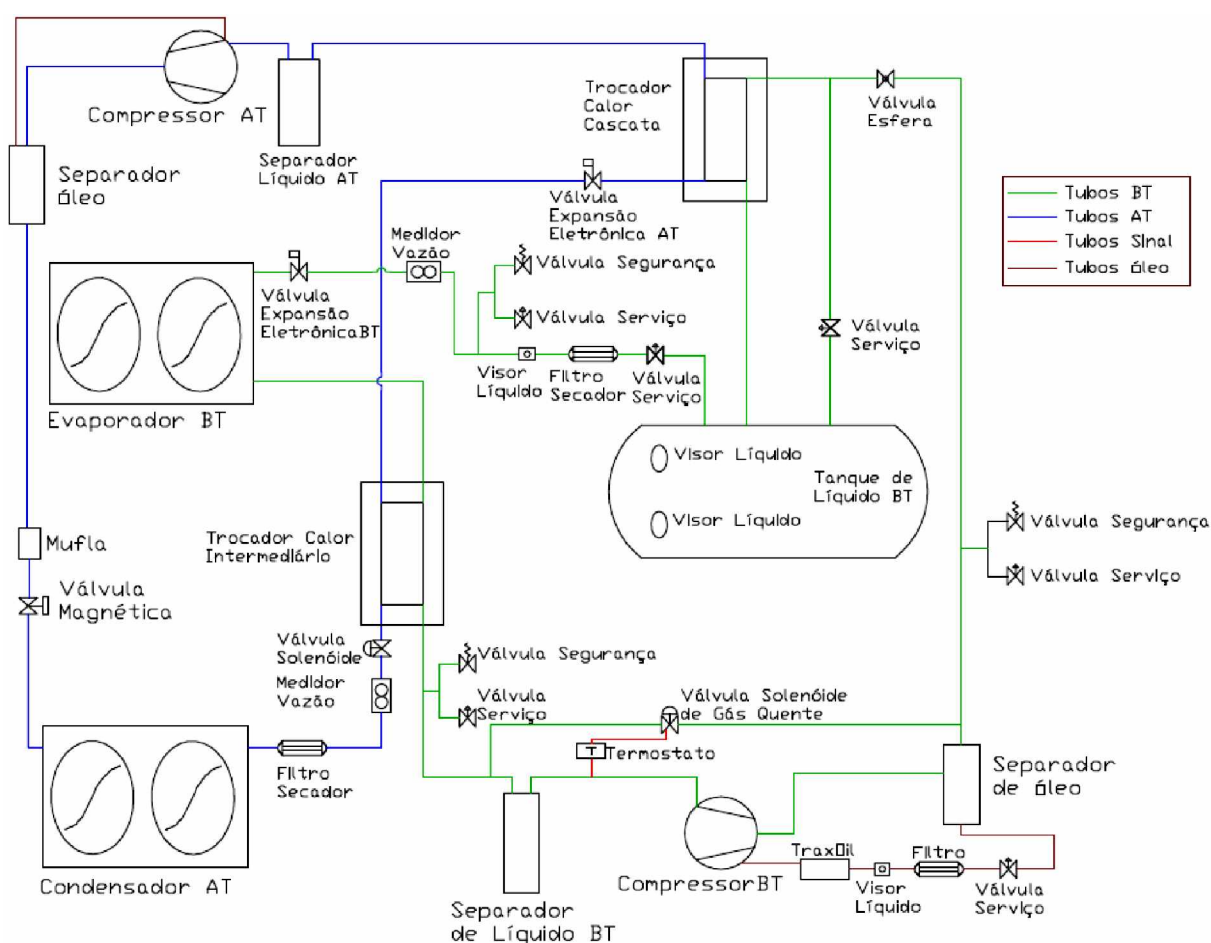 Compressor AT
Separador
Líquido AT
Trocador
Calor
Cascata
Válvula
Esfera
Separador
óleo
Tubos BT
Tubos AT
Tubos Sinal
Tubos óleo
Válvula
Expansão
Eletrônica AT
Medidor
Vazão
Válvula Segurança
Válvula
Expansão
EletrônicaBT
Válvula Serviço
Válvula
Serviço
Visor
Líquido
Filtro
Secador
Válvula
Serviço
Evaporador BT
Visor Líquido
Tanque de
Líquido BT
Visor Líquido
Válvula Segurança
Válvula Serviço
Trocador Calor
Intermediário
Mufla
Válvula
Magnética
Válvula
Solenóide
Medidor
Vazão
Válvula Segurança
Válvula
Serviço
Válvula Solenóide
de Gás Quente
T
Termostato
Filtro
Secador
Separador
de óleo
Condensador AT
CompressorBT
TraxOil
Visor
Líquido
Filtro
Válvula
Serviço
Separador
de Líquido BT